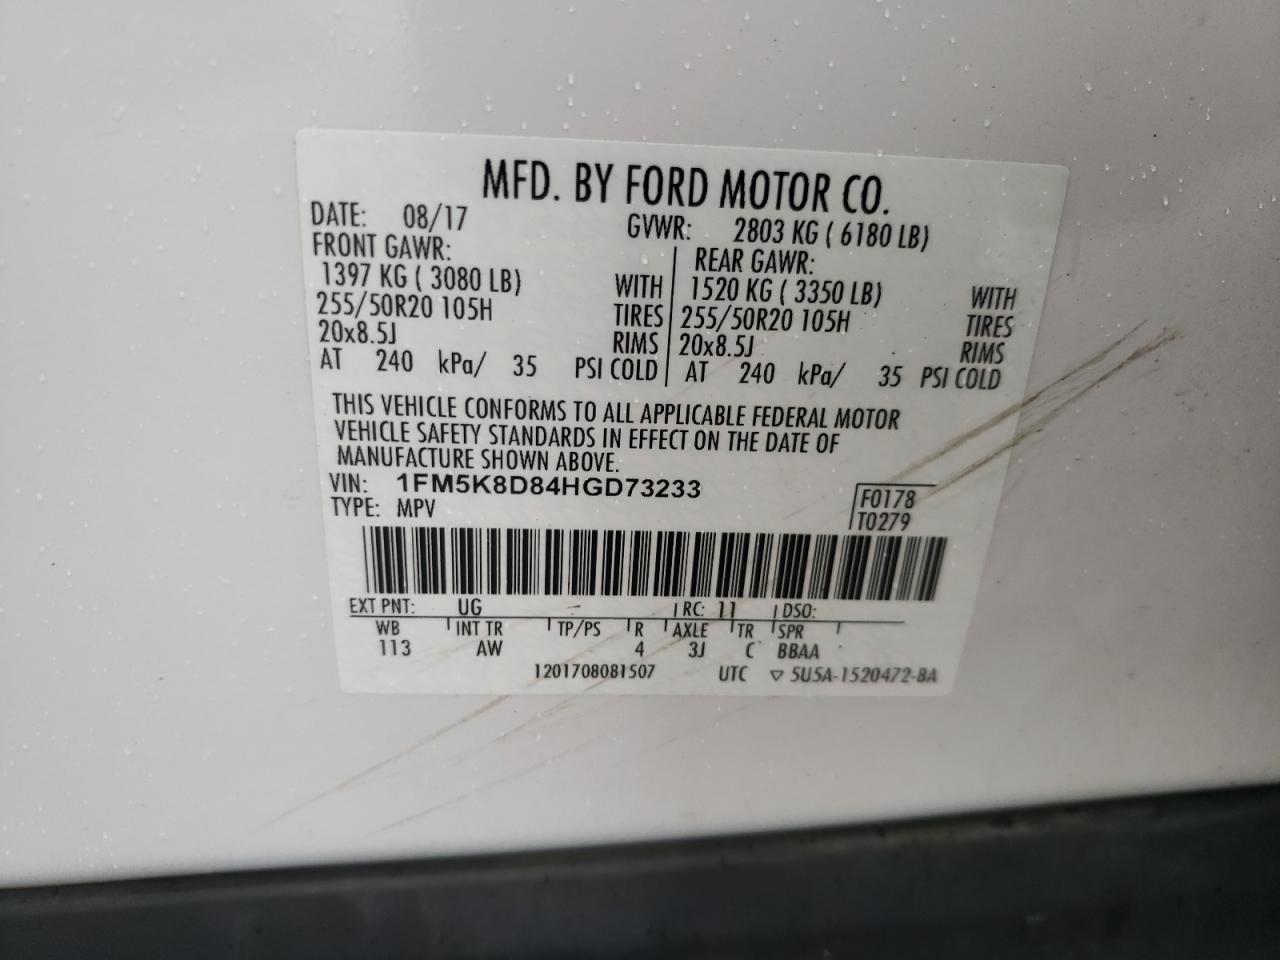 MFD. BY FORD MOTOR CO.
DATE: 08/17 GVWR: 2803 KG ( 6180 LB)
FRONT GAWR: REAR GAWR:
1397 KG ( 3080 LB) WITH 1520 KG ( 3350 LB) WITH
255/50R20 105H TIRES 255/50R20 105H TIRES
20x8.5J RIMS 20x8.5J RIMS
AT 240 kPa/ 35 PSI COLD AT 240 kPa/ 35 PSI COLD
THIS VEHICLE CONFORMS TO ALL APPLICABLE FEDERAL MOTOR
VEHICLE SAFETY STANDARDS IN EFFECT ON THE DATE OF
MANUFACTURE SHOWN ABOVE.
VIN: 1FM5K8D84HGD73233 F0178
TYPE: MPV T0279
EXT PNT: UG RC: 11 DSO:
WB INT TR TP/PS R AXLE TR SPR
113 AW 4 3J C BBAA
1201708081507 UTC ▽ 5U5A-1520472-BA